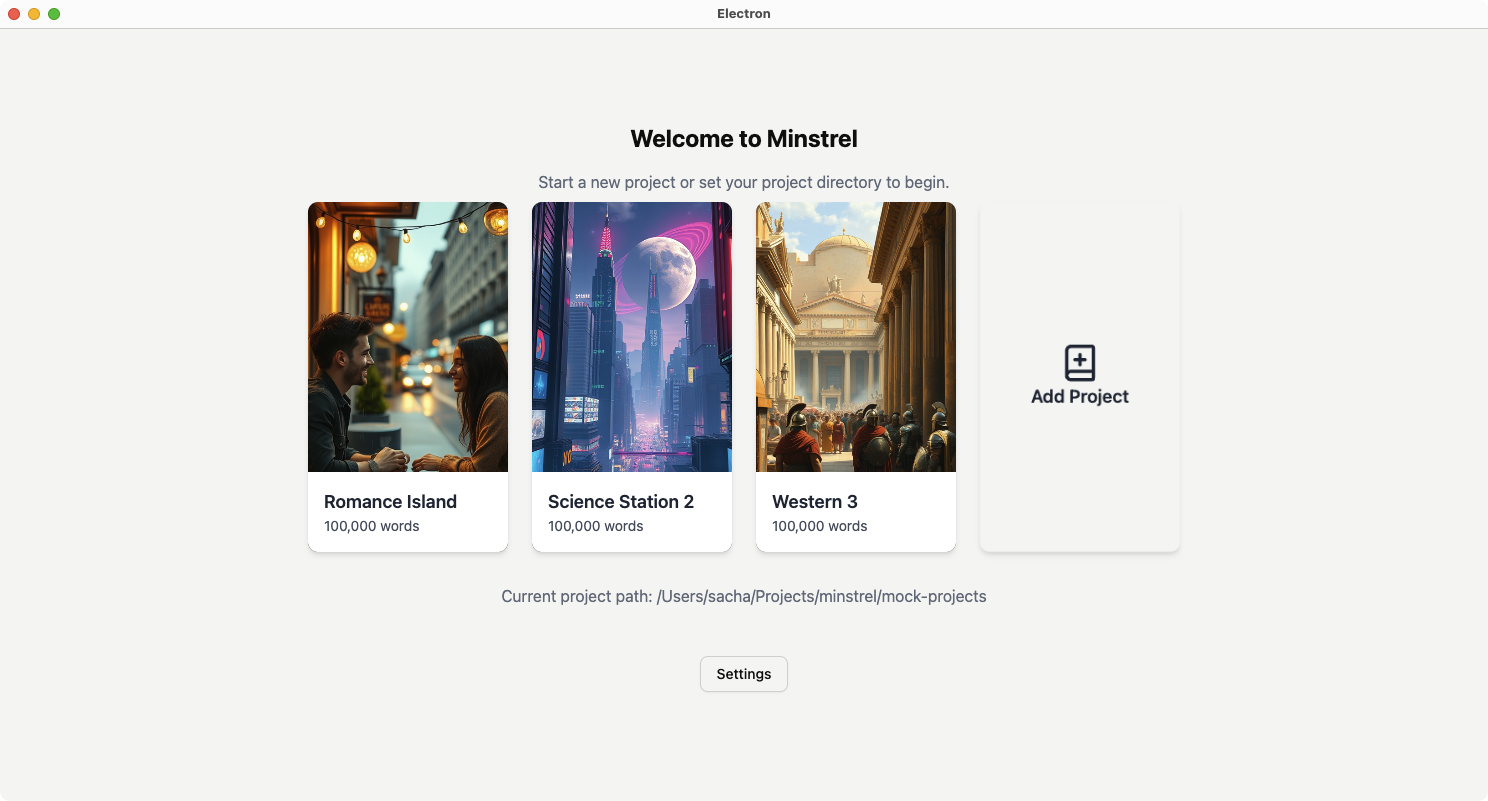 Electron
Welcome to Minstrel
Start a new project or set your project directory to begin.
Romance Island
100,000 words
Science Station 2
100,000 words
Western 3
100,000 words
Add Project
Current project path: /Users/sacha/Projects/minstrel/mock-projects
Settings